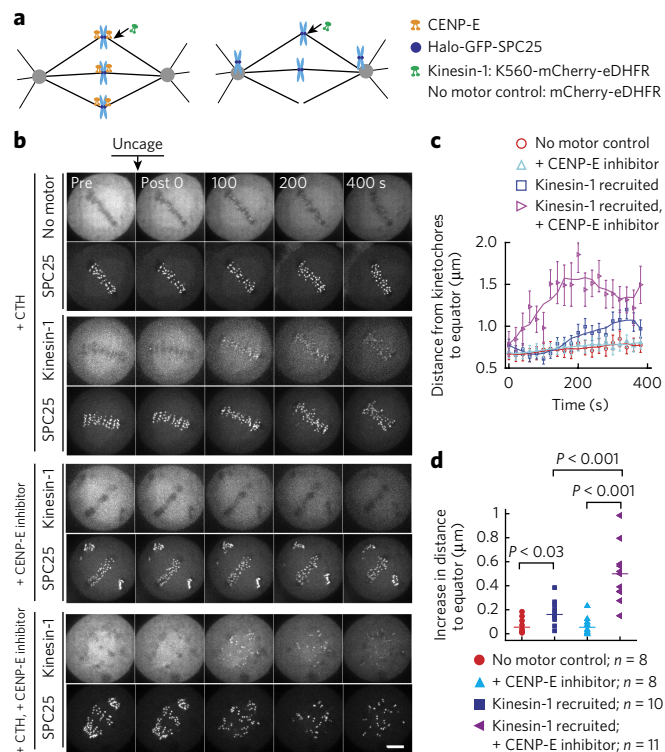 a
CENP-E
Halo-GFP-SPC25
Kinesin-1: K560-mCherry-eDHFR
No motor control: mCherry-eDHFR
b
Uncage
Pre
Post 0
100
200
400 s
+ CTH
No motor
SPC25
Kinesin-1
SPC25
+ CENP-E inhibitor
Kinesin-1
SPC25
+ CTH, + CENP-E inhibitor
Kinesin-1
SPC25
c
No motor control
+ CENP-E inhibitor
Kinesin-1 recruited
Kinesin-1 recruited,
+ CENP-E inhibitor
Distance from kinetochores
to equator (µm)
2.0
1.5
1.0
0.5
0
200
400
Time (s)
d
P < 0.001
P < 0.001
P < 0.03
Increase in distance
to equator (µm)
1
0.8
0.6
0.4
0.2
0
No motor control; n = 8
+ CENP-E inhibitor; n = 8
Kinesin-1 recruited; n = 10
Kinesin-1 recruited;
+ CENP-E inhibitor; n = 11